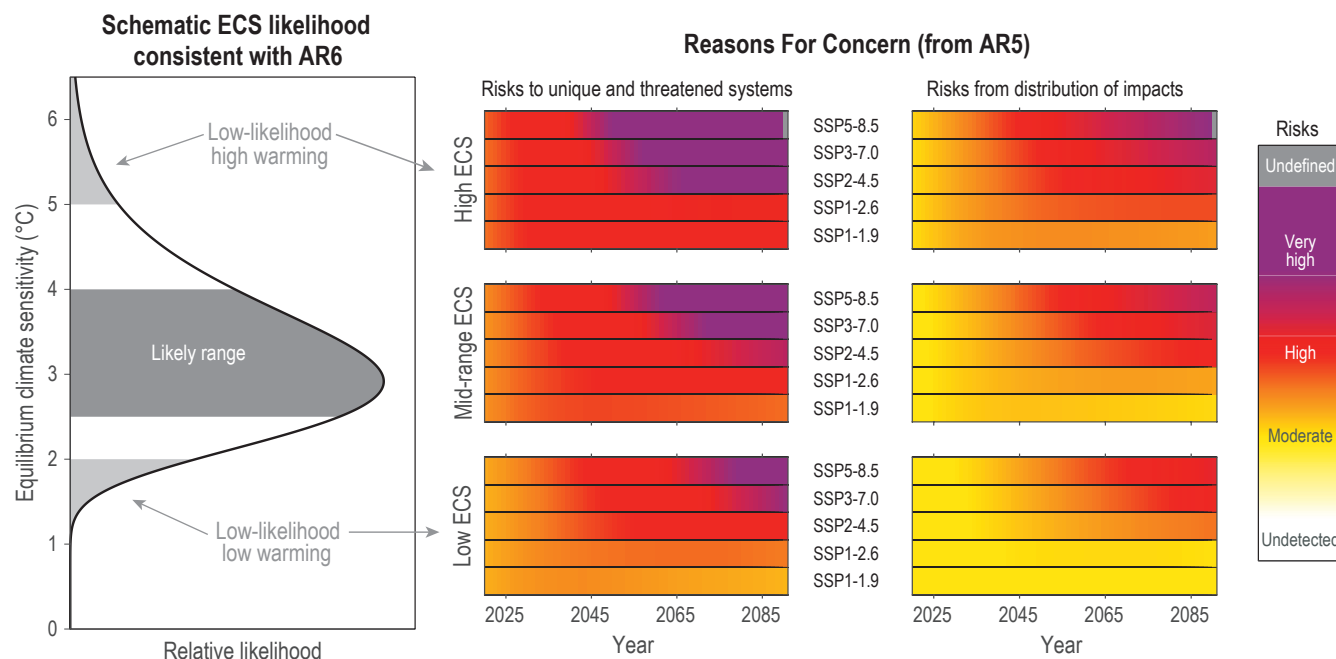 Schematic ECS likelihood
consistent with AR6
Equilibrium climate sensitivity (°C)
6
5
4
3
2
1
0
Low-likelihood
high warming
Likely range
Low-likelihood
low warming
Relative likelihood
Reasons For Concern (from AR5)
Risks to unique and threatened systems
Risks from distribution of impacts
High ECS
SSP5-8.5
SSP3-7.0
SSP2-4.5
SSP1-2.6
SSP1-1.9
Mid-range ECS
SSP5-8.5
SSP3-7.0
SSP2-4.5
SSP1-2.6
SSP1-1.9
Low ECS
SSP5-8.5
SSP3-7.0
SSP2-4.5
SSP1-2.6
SSP1-1.9
2025 2045 2065 2085
Year
2025 2045 2065 2085
Year
Risks
Undefined
Very
high
High
Moderate
Undetected